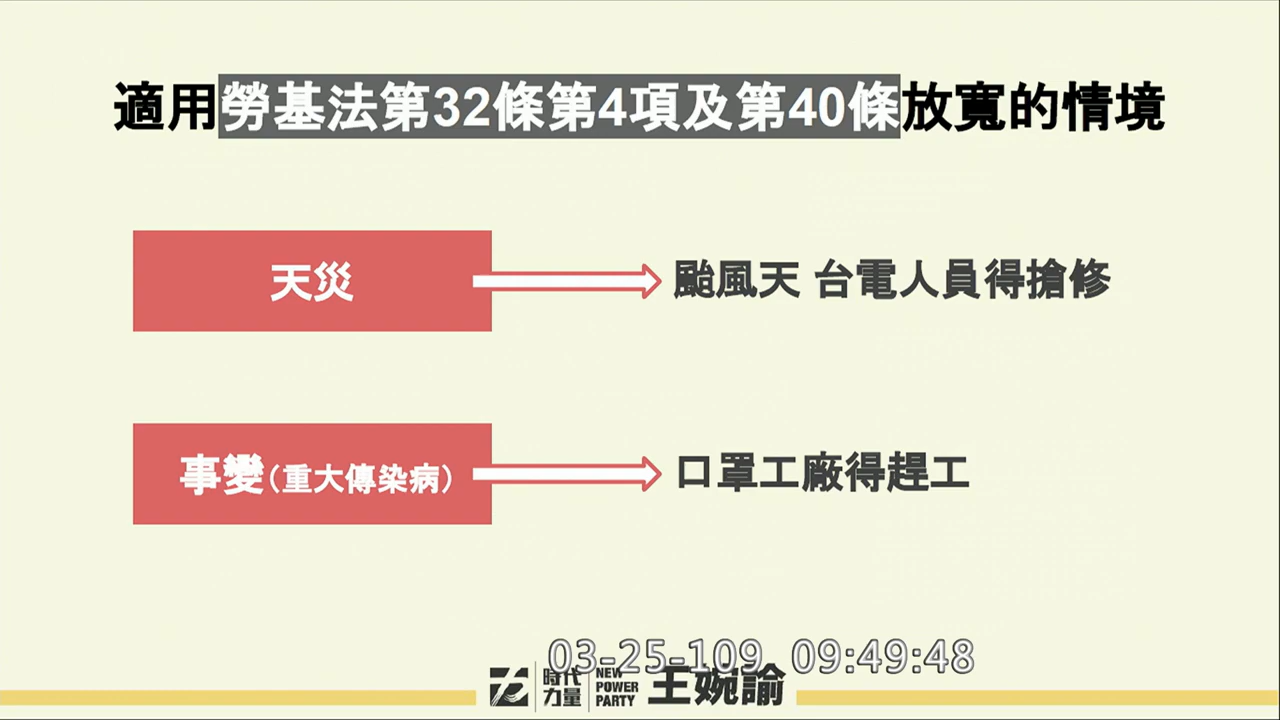 適用勞基法第32條第4項及第40條放寬的情境
天災
颱風天 台電人員得搶修
事變(重大傳染病)
口罩工廠得趕工
03-25-109 09:49:48
時代力量
NEW POWER PARTY
王婉諭